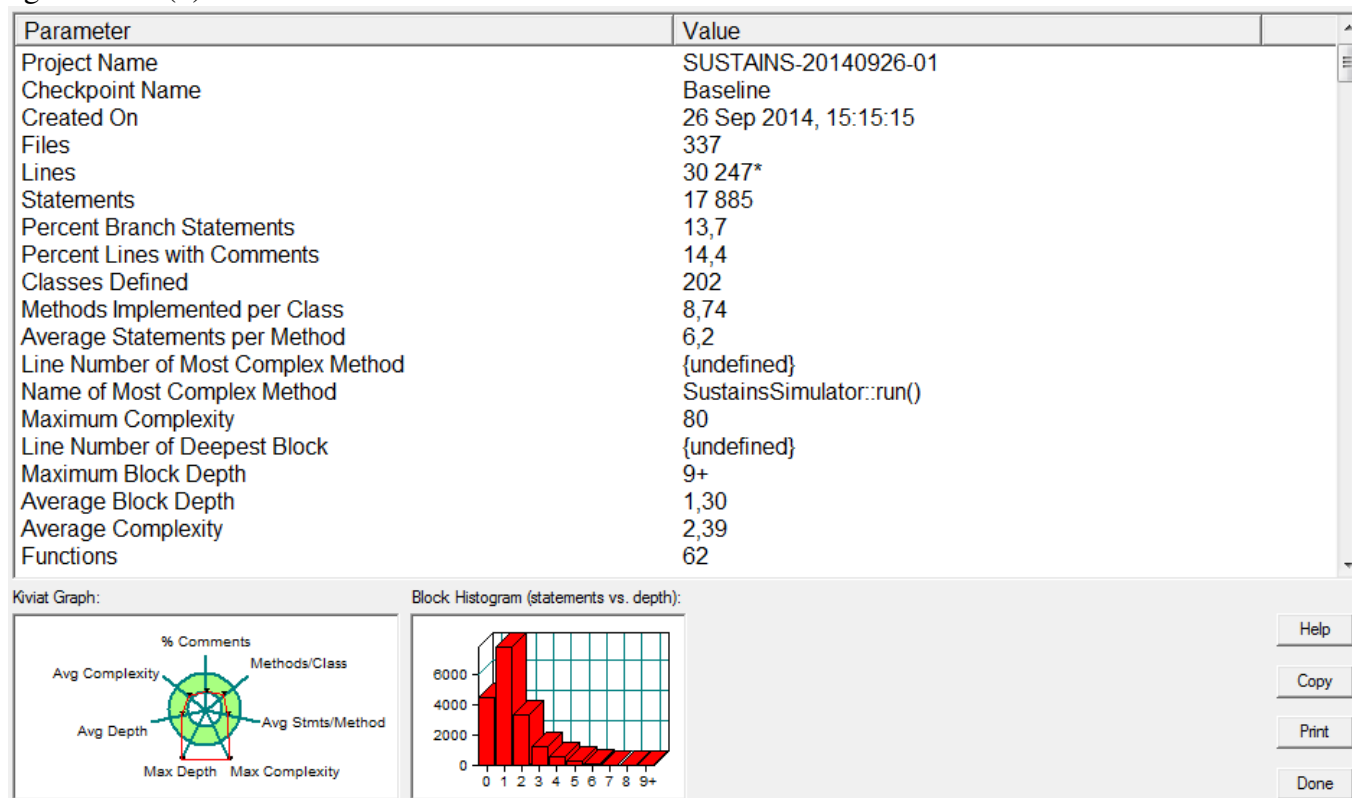 Parameter Value
Project Name SUSTAINS-20140926-01
Checkpoint Name Baseline
Created On 26 Sep 2014, 15:15:15
Files 337
Lines 30 247*
Statements 17 885
Percent Branch Statements 13,7
Percent Lines with Comments 14,4
Classes Defined 202
Methods Implemented per Class 8,74
Average Statements per Method 6,2
Line Number of Most Complex Method {undefined}
Name of Most Complex Method SustainsSimulator::run()
Maximum Complexity 80
Line Number of Deepest Block {undefined}
Maximum Block Depth 9+
Average Block Depth 1,30
Average Complexity 2,39
Functions 62
Kiviat Graph: Block Histogram (statements vs. depth):
% Comments
Methods/Class
Avg Complexity
Avg Stmts/Method
Avg Depth
Max Depth Max Complexity
6000
4000
2000
0
0 1 2 3 4 5 6 7 8 9+
Help
Copy
Print
Done